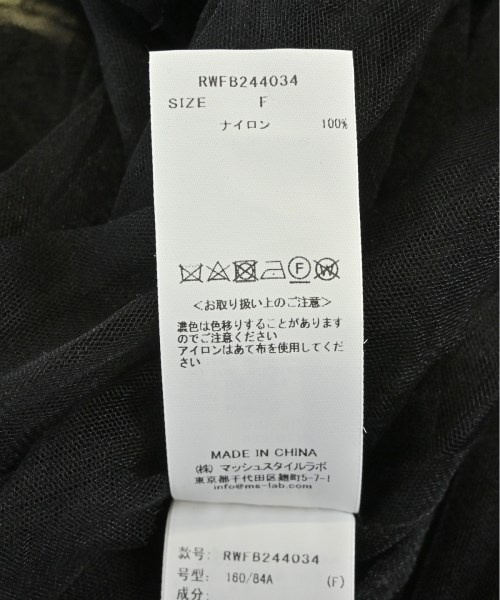 RWFB244034
SIZE F
ナイロン 100%
F W
<お取り扱い上のご注意>
濃色は色移りすることがあります
のでご注意ください
アイロンはあて布を使用してくだ
さい
MADE IN CHINA
(株) マッシュスタイルラボ
東京都千代田区麹町5-7-1
info@ms-lab.com
款号: RWFB244034
号型: 160/84A (F)
成分: